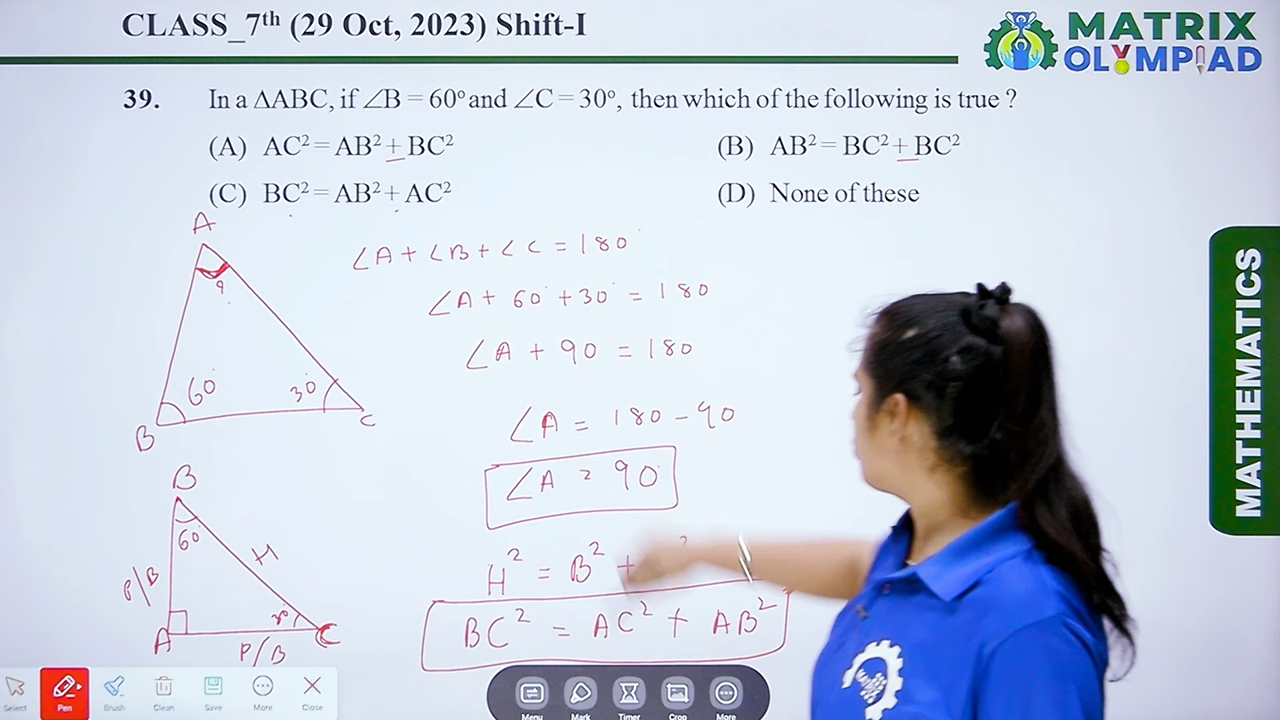 CLASS_7th (29 Oct, 2023) Shift-I
MATRIX
OLYMPIAD
39. In a ΔABC, if ∠B = 60° and ∠C = 30°, then which of the following is true ?
(A) AC² = AB² + BC²
(B) AB² = BC² + BC²
(C) BC² = AB² + AC²
(D) None of these
A
9
60°
30°
B
C
∠A + ∠B + ∠C = 180°
∠A + 60° + 30° = 180
∠A + 90 = 180
∠A = 180 - 90
∠A = 90
B
60°
H
P/B
A
C
P/B
H² = B² +
BC² = AC² + AB²
MATHEMATICS
Select
Pen
Brush
Clean
Save
More
Close
Menu
Mark
Timer
Crop
More